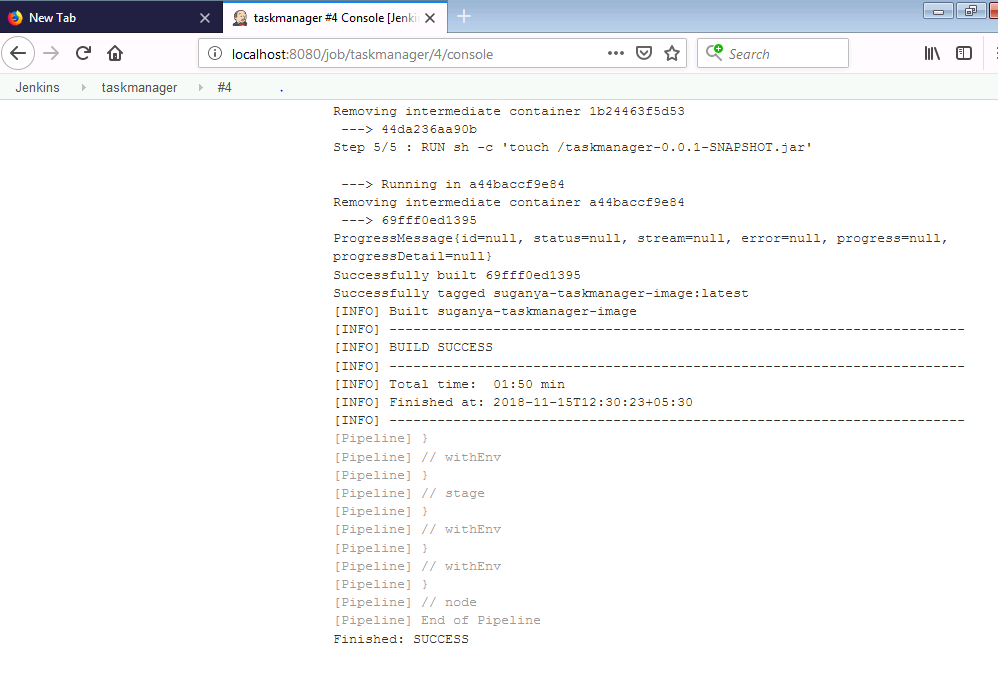 New Tab
taskmanager #4 Console [Jenki
localhost:8080/job/taskmanager/4/console
Search
Jenkins
taskmanager
#4
Removing intermediate container 1b24463f5d53
---> 44da236aa90b
Step 5/5 : RUN sh -c 'touch /taskmanager-0.0.1-SNAPSHOT.jar'
---> Running in a44baccf9e84
Removing intermediate container a44baccf9e84
---> 69fff0ed1395
ProgressMessage{id=null, status=null, stream=null, error=null, progress=null,
progressDetail=null}
Successfully built 69fff0ed1395
Successfully tagged suganya-taskmanager-image:latest
[INFO] Built suganya-taskmanager-image
[INFO] ------------------------------------------------------------------------
[INFO] BUILD SUCCESS
[INFO] ------------------------------------------------------------------------
[INFO] Total time:  01:50 min
[INFO] Finished at: 2018-11-15T12:30:23+05:30
[INFO] ------------------------------------------------------------------------
[Pipeline] }
[Pipeline] // withEnv
[Pipeline] }
[Pipeline] // stage
[Pipeline] }
[Pipeline] // withEnv
[Pipeline] }
[Pipeline] // withEnv
[Pipeline] }
[Pipeline] // node
[Pipeline] End of Pipeline
Finished: SUCCESS